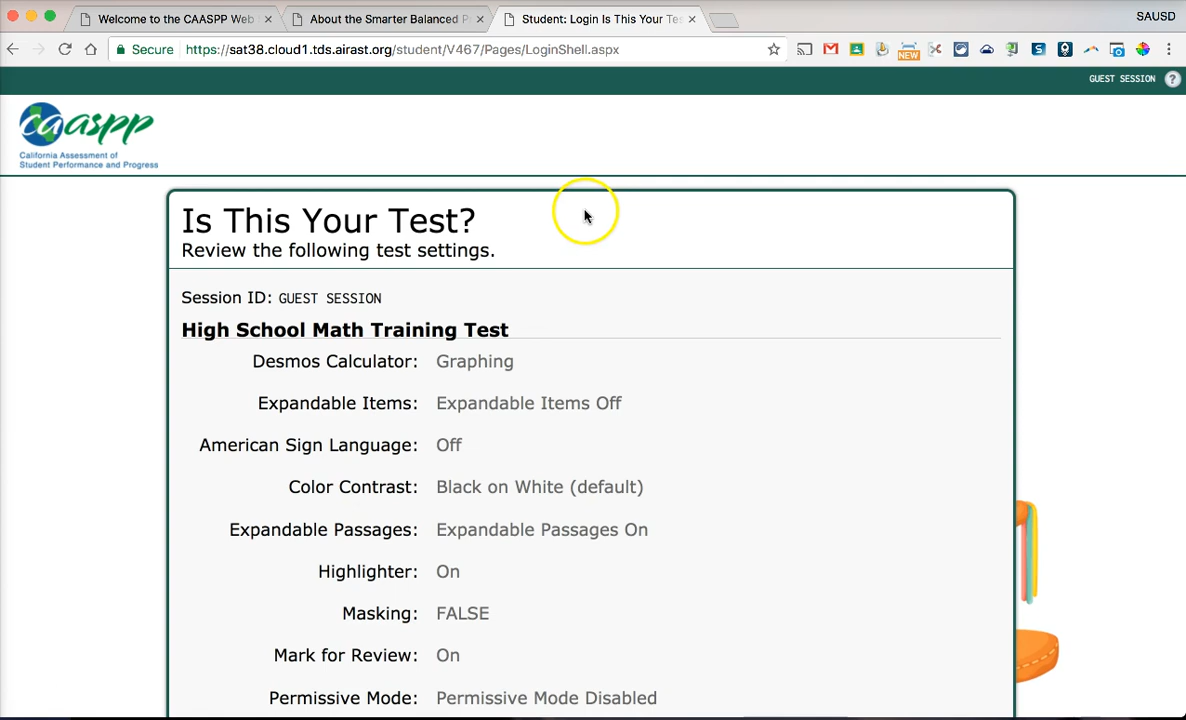 Welcome to the CAASPP Web
About the Smarter Balanced P
Student: Login Is This Your Tes
SAUSD
Secure
https://sat38.cloud1.tds.airast.org/student/V467/Pages/LoginShell.aspx
NEW
GUEST SESSION ?
caaspp
California Assessment of
Student Performance and Progress
Is This Your Test?
Review the following test settings.
Session ID: GUEST SESSION
High School Math Training Test
Desmos Calculator: Graphing
Expandable Items: Expandable Items Off
American Sign Language: Off
Color Contrast: Black on White (default)
Expandable Passages: Expandable Passages On
Highlighter: On
Masking: FALSE
Mark for Review: On
Permissive Mode: Permissive Mode Disabled